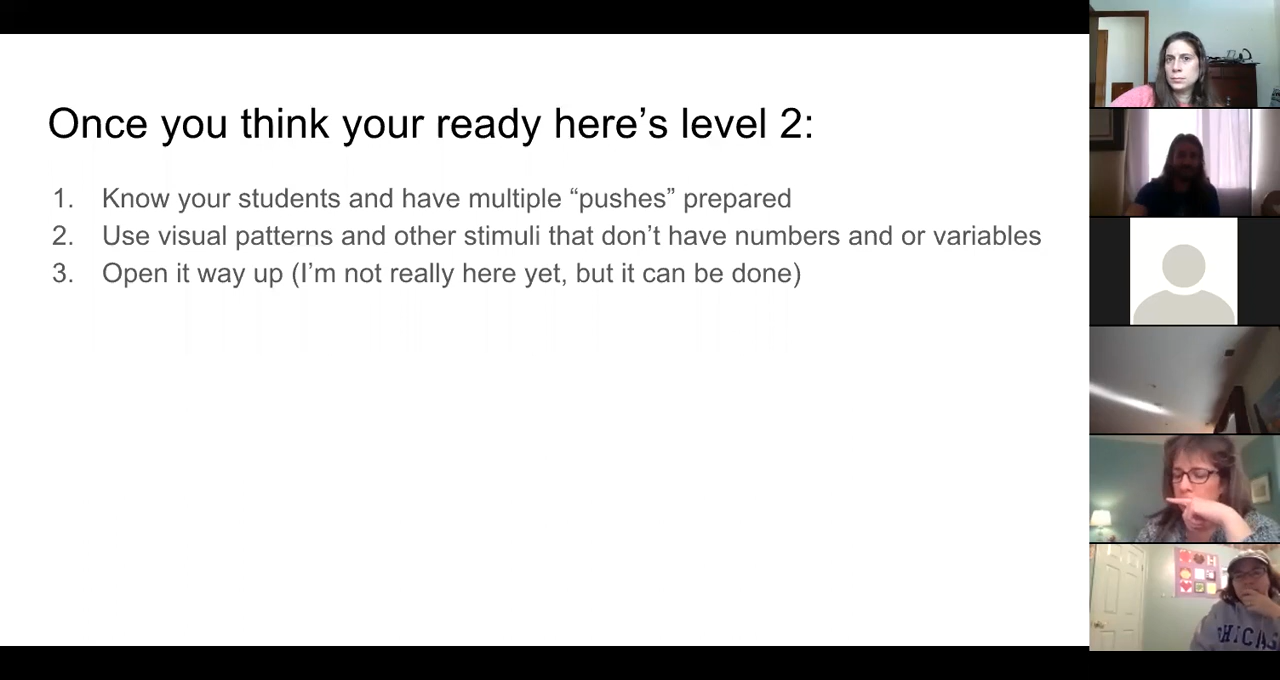 Once you think your ready here’s level 2:
1. Know your students and have multiple “pushes” prepared
2. Use visual patterns and other stimuli that don’t have numbers and or variables
3. Open it way up (I’m not really here yet, but it can be done)
HICA